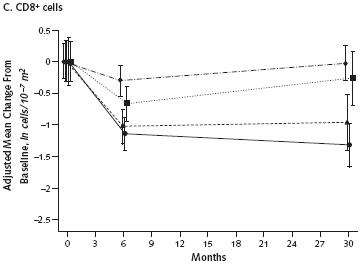 C. CD8+ cells
Adjusted Mean Change From
Baseline, ln cells/10⁻⁷ m²
0.5
0
−0.5
−1
−1.5
−2
−2.5
0 3 6 9 12 15 18 21 24 27 30
Months